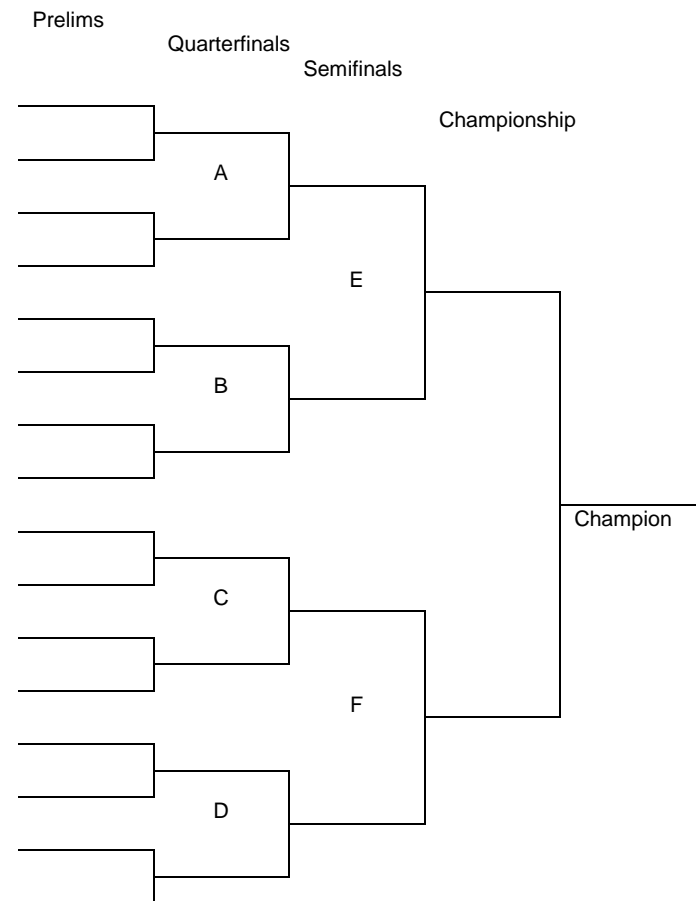 Prelims
Quarterfinals
Semifinals
Championship
A
E
B
Champion
C
F
D